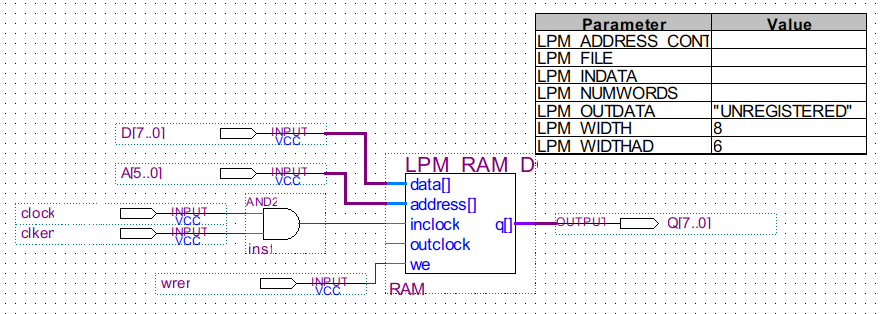 Parameter Value
LPM_ADDRESS_CONT
LPM_FILE
LPM_INDATA
LPM_NUMWORDS
LPM_OUTDATA "UNREGISTERED"
LPM_WIDTH 8
LPM_WIDTHAD 6
D[7..0] INPUT
VCC
A[5..0] INPUT
VCC
LPM_RAM_D
data[]
address[]
clock INPUT
VCC
clken INPUT
VCC
AND2
inst
inclock q[]
outclock
we
OUTPUT Q[7..0]
wren INPUT
VCC
RAM